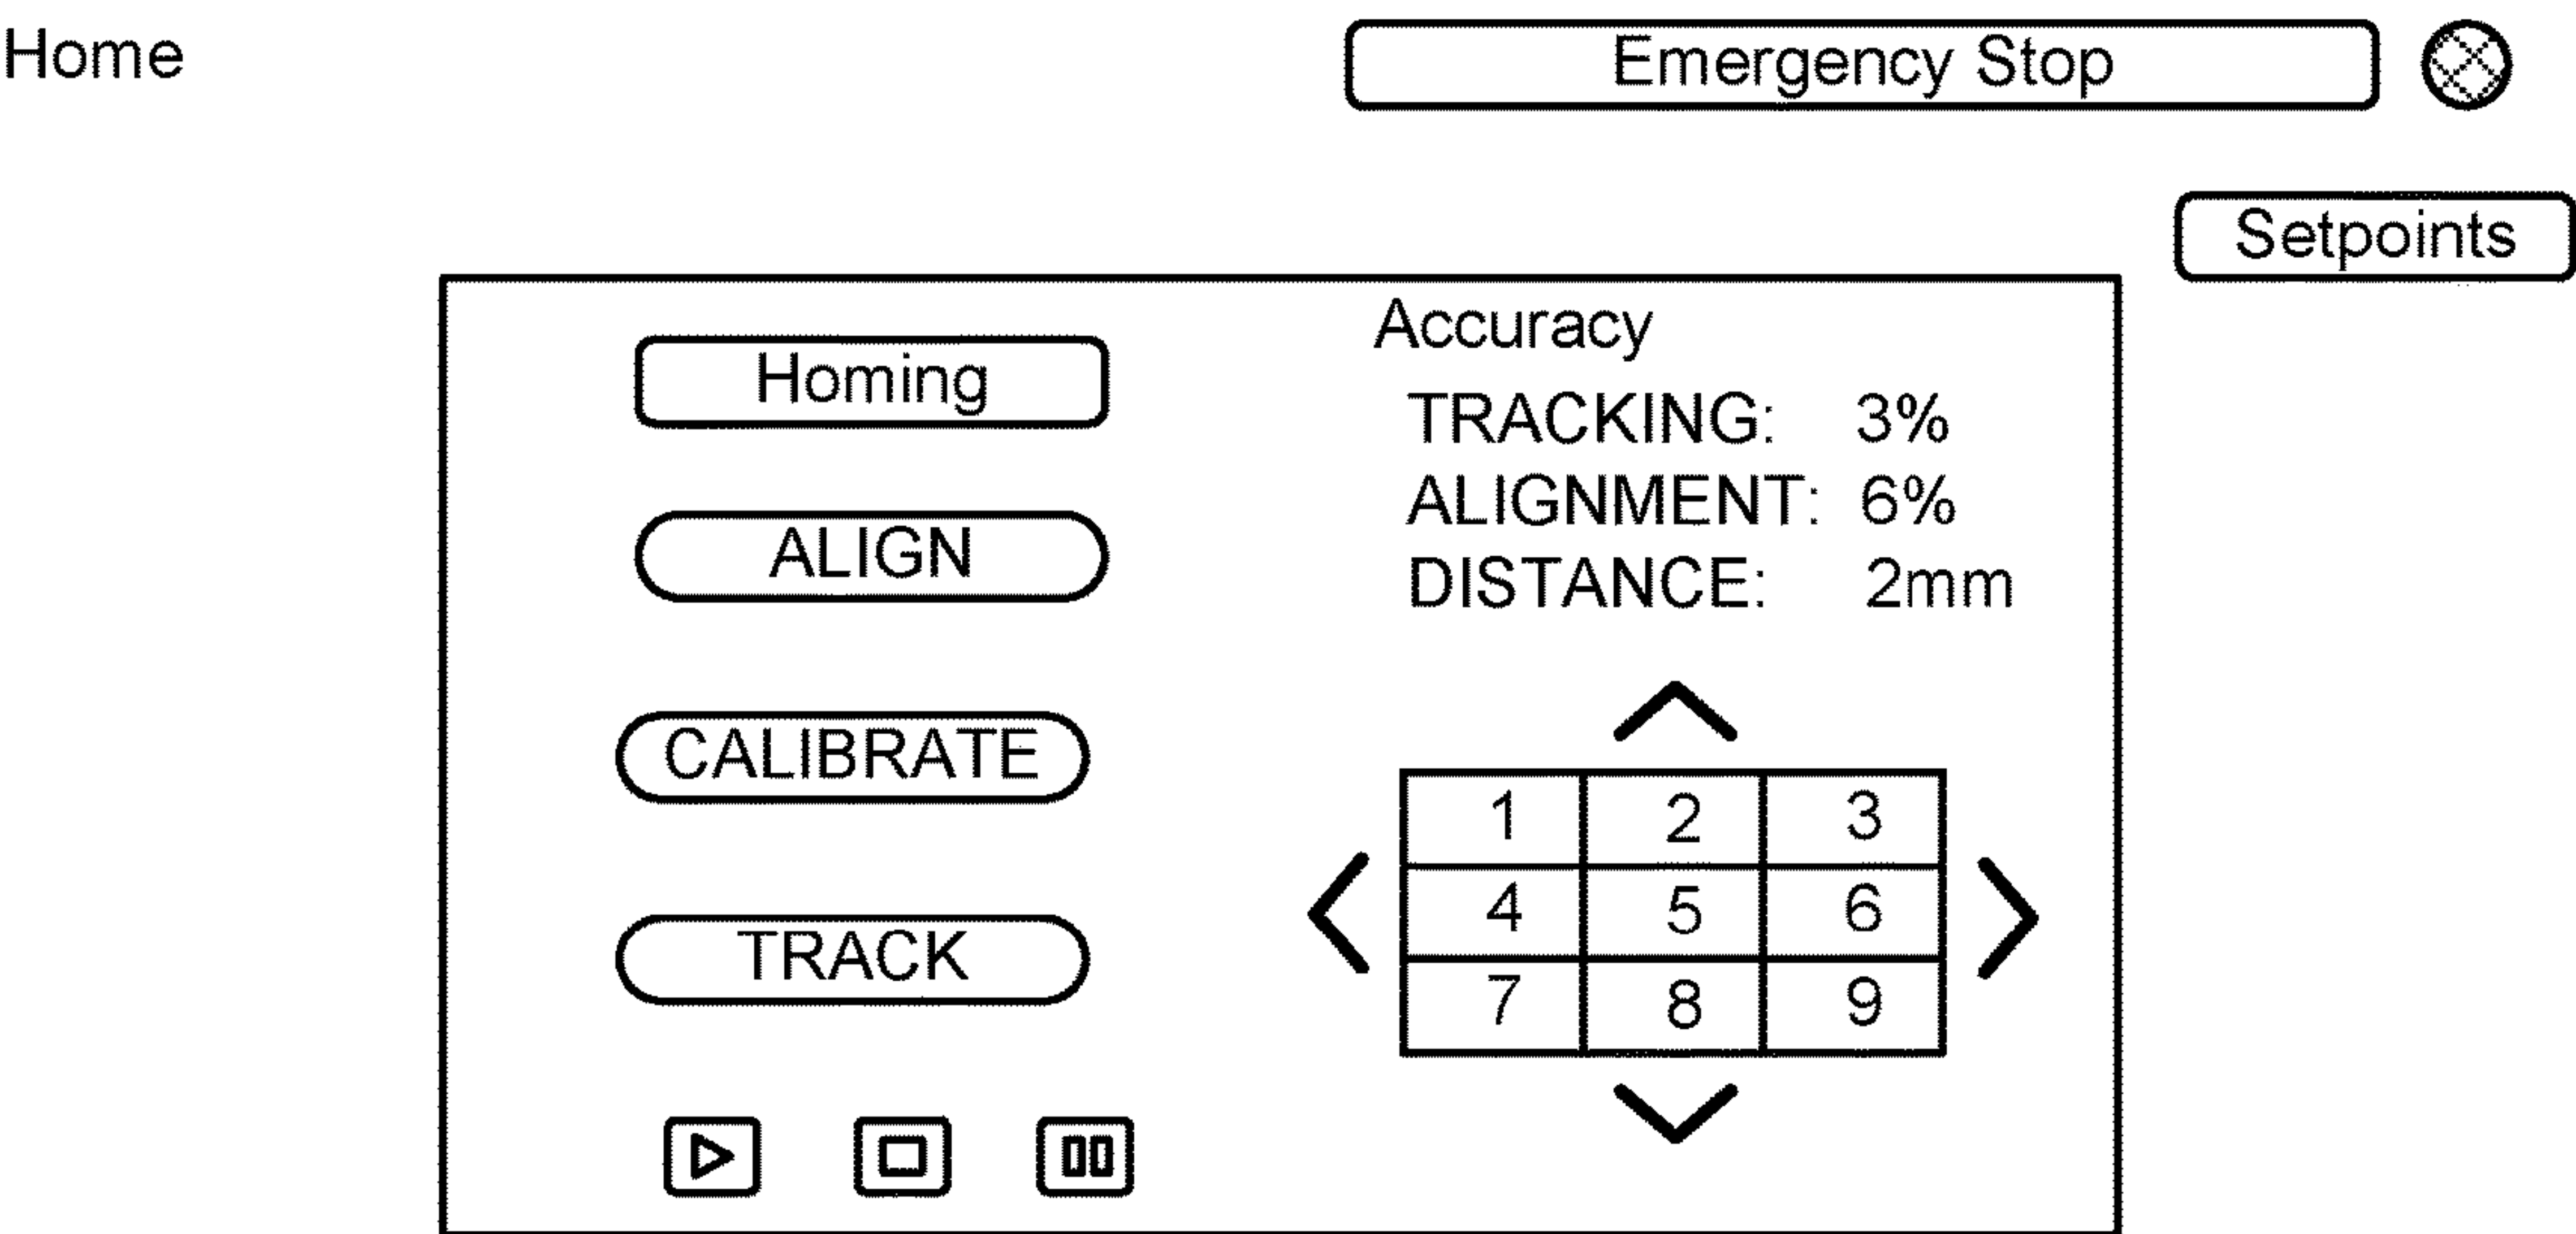 Home
Emergency Stop
Setpoints
Homing
ALIGN
CALIBRATE
TRACK
Accuracy
TRACKING: 3%
ALIGNMENT: 6%
DISTANCE: 2mm
1 2 3
4 5 6
7 8 9